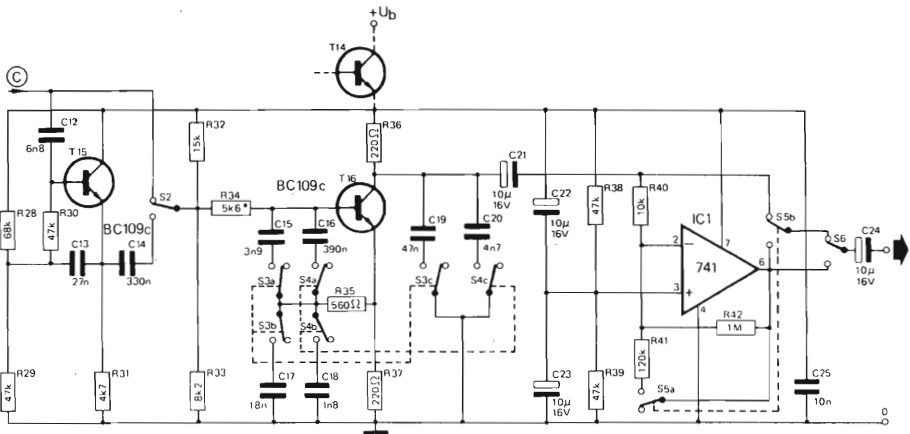 +Ub
T14
C
C12
6n8
T15
R32
15k
R36
220Ω
BC109c
T16
C21
10µ
16V
C22
10µ
16V
R38
47k
R40
10k
IC1
741
2
3
4
6
7
S5b
S6
C24
10µ
16V
S2
R34
5k6*
R28
68k
R30
47k
BC109c
C13
27n
C14
330n
C15
3n9
C16
390n
C19
47n
C20
4n7
S3a
S4a
R35
560Ω
S3c
S4c
S3b
S4b
R42
1M
R41
120k
R29
47k
R31
4k7
R33
8k2
C17
18n
C18
1n8
R37
220Ω
C23
10µ
16V
R39
47k
S5a
C25
10n
0
−
+